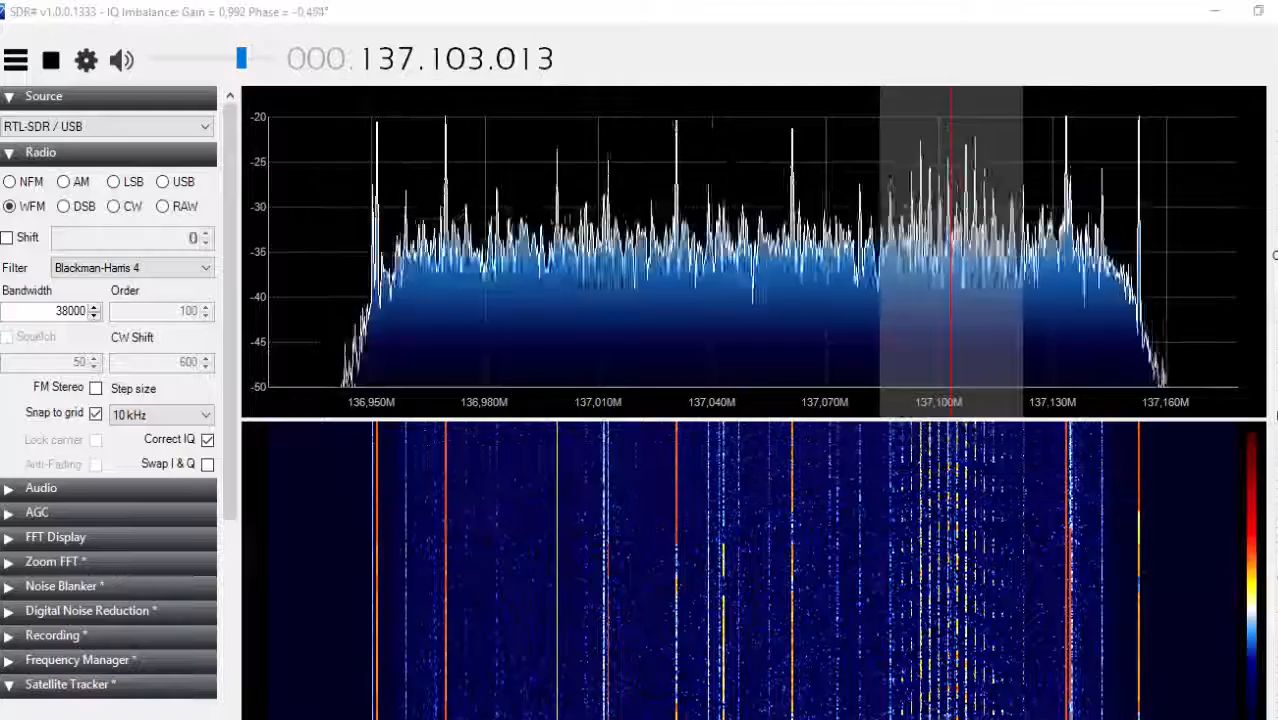 SDR# v1.0.0.1333 - IQ Imbalance: Gain = 0,992 Phase = -0,484°
000.137.103.013
Source
RTL-SDR / USB
Radio
NFM AM LSB USB
WFM DSB CW RAW
Shift 0
Filter Blackman-Harris 4
Bandwidth Order
38000 100
Squelch CW Shift
50 600
FM Stereo Step size
Snap to grid 10 kHz
Lock carrier Correct IQ
Anti-Fading Swap I & Q
Audio
AGC
FFT Display
Zoom FFT *
Noise Blanker *
Digital Noise Reduction *
Recording *
Frequency Manager *
Satellite Tracker *
-20
-25
-30
-35
-40
-45
-50
136,950M 136,980M 137,010M 137,040M 137,070M 137,100M 137,130M 137,160M